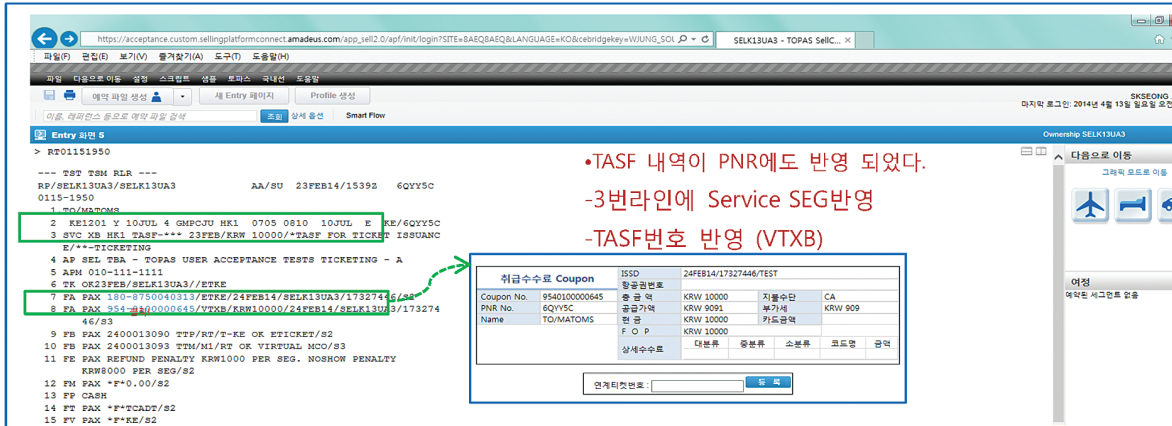 https://acceptance.custom.sellingplatformconnect.amadeus.com/app_sell2.0/apf/init/login?SITE=8AEQ8AEQ&LANGUAGE=KO&cebridgekey=WJUNG_SOL
SELK13UA3 - TOPAS SellC... ×
파일(F) 편집(E) 보기(V) 즐겨찾기(A) 도구(T) 도움말(H)
파일 다음으로 이동 설정 스크립트 샘플 토파스 국내선 도움말
예약 파일 생성 새 Entry 페이지 Profile 생성
SKSEONG
마지막 로그인: 2014년 4월 13일 일요일 오전
이름, 레퍼런스 등으로 예약 파일 검색 조회 상세 옵션 Smart Flow
Entry 화면 5
Ownership SELK13UA3
> RT01151950
--- TST TSM RLR ---
RP/SELK13UA3/SELK13UA3 AA/SU 23FEB14/1539Z 6QYY5C
0115-1950
1.TO/MATOMS
2 KE1201 Y 10JUL 4 GMPCJU HK1 0705 0810 10JUL E KE/6QYY5C
3 SVC XB HK1 TASF-*** 23FEB/KRW 10000/*TASF FOR TICKET ISSUANC
E/**-TICKETING
4 AP SEL TBA - TOPAS USER ACCEPTANCE TESTS TICKETING - A
5 APM 010-111-1111
6 TK OK23FEB/SELK13UA3//ETKE
7 FA PAX 180-8750040313/ETKE/24FEB14/SELK13UA3/17327446/S2
8 FA PAX 954-0100000645/VTXB/KRW10000/24FEB14/SELK13UA3/173274
46/S3
9 FB PAX 2400013090 TTP/RT/T-KE OK ETICKET/S2
10 FB PAX 2400013093 TTM/M1/RT OK VIRTUAL MCO/S3
11 FE PAX REFUND PENALTY KRW1000 PER SEG. NOSHOW PENALTY
KRW8000 PER SEG/S2
12 FM PAX *F*0.00/S2
13 FP CASH
14 FT PAX *F*TCADT/S2
15 FV PAX *F*KE/S2
•TASF 내역이 PNR에도 반영 되었다.
-3번라인에 Service SEG반영
-TASF번호 반영 (VTXB)
취급수수료 Coupon
ISSD 24FEB14/17327446/TEST
항공권번호
Coupon No. 9540100000645 총 금 액 KRW 10000 지불수단 CA
PNR No. 6QYY5C 공급가액 KRW 9091 부가세 KRW 909
Name TO/MATOMS 현 금 KRW 10000 카드금액
F O P KRW 10000
상세수수료 대분류 중분류 소분류 코드명 금액
연계티켓번호 : 등 록
다음으로 이동
그래픽 모드로 이동
여정
예약된 세그먼트 없음